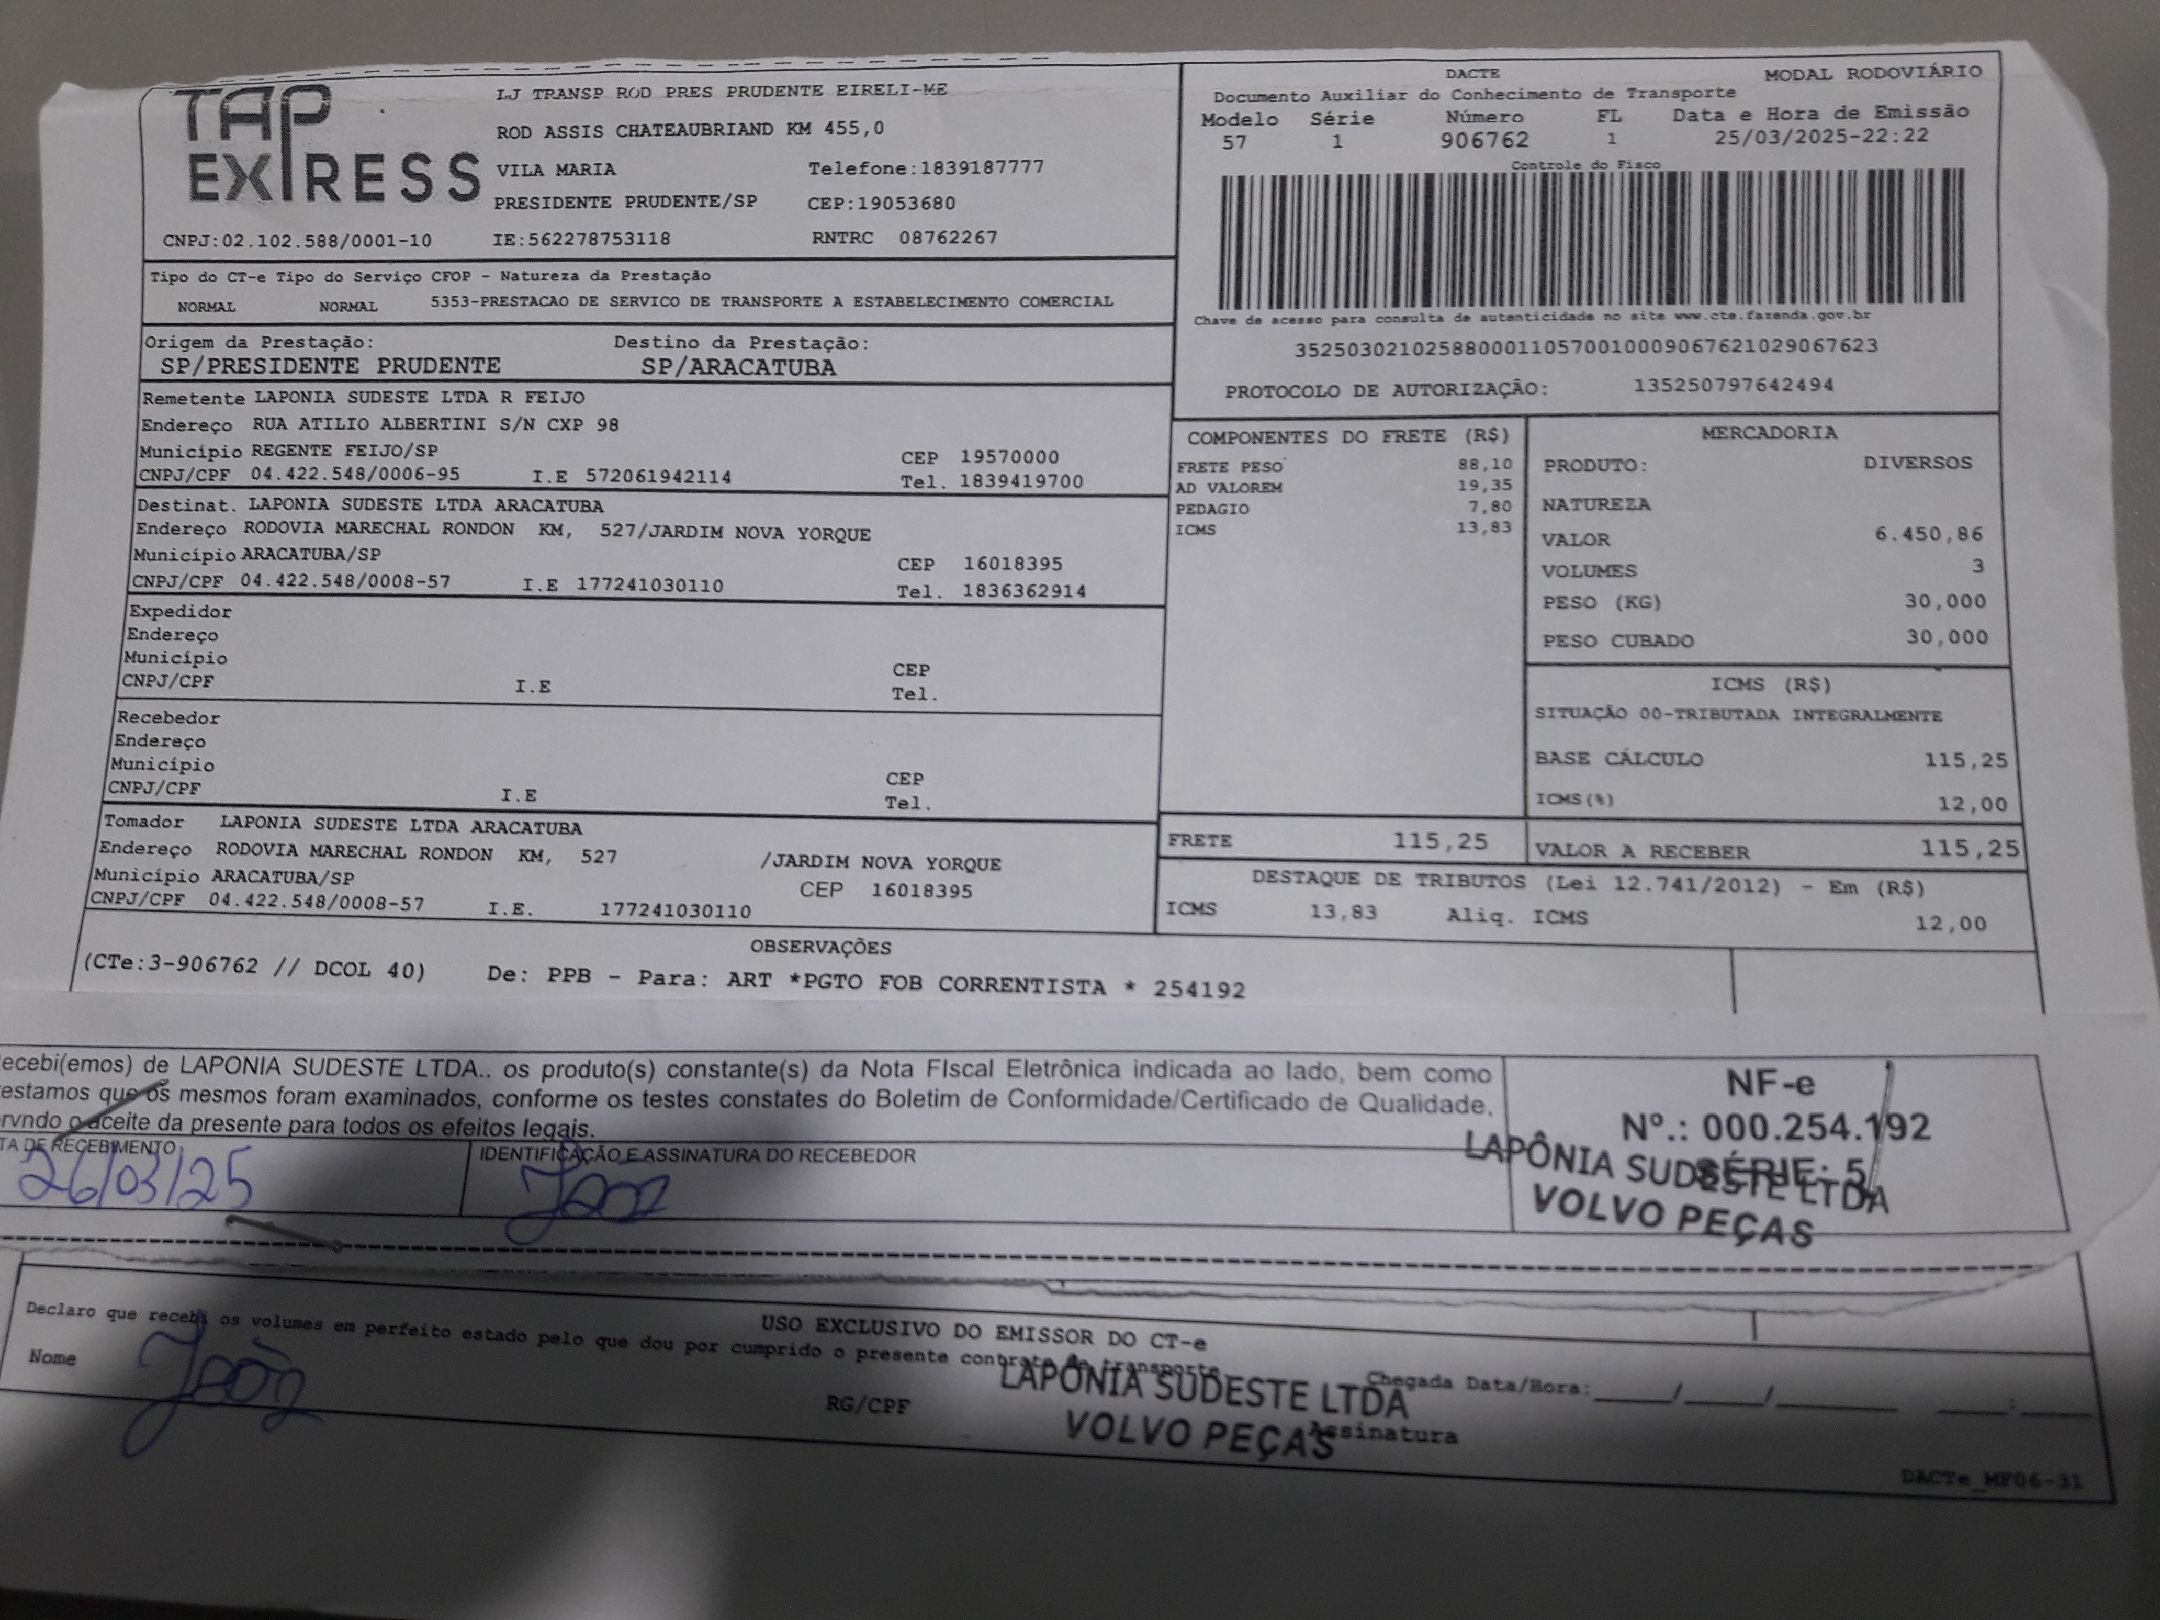 TAP
EXPRESS
LJ TRANSP ROD PRES PRUDENTE EIRELI-ME
ROD ASSIS CHATEAUBRIAND KM 455,0
VILA MARIA Telefone:1839187777
PRESIDENTE PRUDENTE/SP CEP:19053680
CNPJ:02.102.588/0001-10 IE:562278753118 RNTRC 08762267
DACTE MODAL RODOVIÁRIO
Documento Auxiliar do Conhecimento de Transporte
Modelo Série Número FL Data e Hora de Emissão
57 1 906762 1 25/03/2025-22:22
Controle do Fisco
Chave de acesso para consulta de autenticidade no site www.cte.fazenda.gov.br
35250302102588000110570010009067621029067623
PROTOCOLO DE AUTORIZAÇÃO: 135250797642494
Tipo do CT-e Tipo do Serviço CFOP - Natureza da Prestação
NORMAL NORMAL 5353-PRESTACAO DE SERVICO DE TRANSPORTE A ESTABELECIMENTO COMERCIAL
Origem da Prestação: Destino da Prestação:
SP/PRESIDENTE PRUDENTE SP/ARACATUBA
Remetente LAPONIA SUDESTE LTDA R FEIJO
Endereço RUA ATILIO ALBERTINI S/N CXP 98
Município REGENTE FEIJO/SP CEP 19570000
CNPJ/CPF 04.422.548/0006-95 I.E 572061942114 Tel. 1839419700
Destinat. LAPONIA SUDESTE LTDA ARACATUBA
Endereço RODOVIA MARECHAL RONDON KM, 527/JARDIM NOVA YORQUE
Município ARACATUBA/SP CEP 16018395
CNPJ/CPF 04.422.548/0008-57 I.E 177241030110 Tel. 1836362914
Expedidor
Endereço
Município CEP
CNPJ/CPF I.E Tel.
Recebedor
Endereço
Município CEP
CNPJ/CPF I.E Tel.
Tomador LAPONIA SUDESTE LTDA ARACATUBA
Endereço RODOVIA MARECHAL RONDON KM, 527 /JARDIM NOVA YORQUE
Município ARACATUBA/SP CEP 16018395
CNPJ/CPF 04.422.548/0008-57 I.E. 177241030110
COMPONENTES DO FRETE (R$)
FRETE PESO 88,10
AD VALOREM 19,35
PEDAGIO 7,80
ICMS 13,83
FRETE 115,25
MERCADORIA
PRODUTO: DIVERSOS
NATUREZA
VALOR 6.450,86
VOLUMES 3
PESO (KG) 30,000
PESO CUBADO 30,000
ICMS (R$)
SITUAÇÃO 00-TRIBUTADA INTEGRALMENTE
BASE CÁLCULO 115,25
ICMS(%) 12,00
VALOR A RECEBER 115,25
DESTAQUE DE TRIBUTOS (Lei 12.741/2012) - Em (R$)
ICMS 13,83 Aliq. ICMS 12,00
OBSERVAÇÕES
(CTe:3-906762 // DCOL 40) De: PPB - Para: ART *PGTO FOB CORRENTISTA * 254192
ecebi(emos) de LAPONIA SUDESTE LTDA.. os produto(s) constante(s) da Nota FIscal Eletrônica indicada ao lado, bem como
estamos que os mesmos foram examinados, conforme os testes constates do Boletim de Conformidade/Certificado de Qualidade,
rvndo o aceite da presente para todos os efeitos legais.
TA DE RECEBIMENTO IDENTIFICAÇÃO E ASSINATURA DO RECEBEDOR
26/03/25
NF-e
Nº.: 000.254.192
SÉRIE: 5
LAPÔNIA SUDESTE LTDA
VOLVO PEÇAS
USO EXCLUSIVO DO EMISSOR DO CT-e
Declaro que recebi os volumes em perfeito estado pelo que dou por cumprido o presente contrato de transporte
Nome RG/CPF Assinatura
Chegada Data/Hora:____/____/______ ___:____
LAPÔNIA SUDESTE LTDA
VOLVO PEÇAS
DACTe_MF06-31